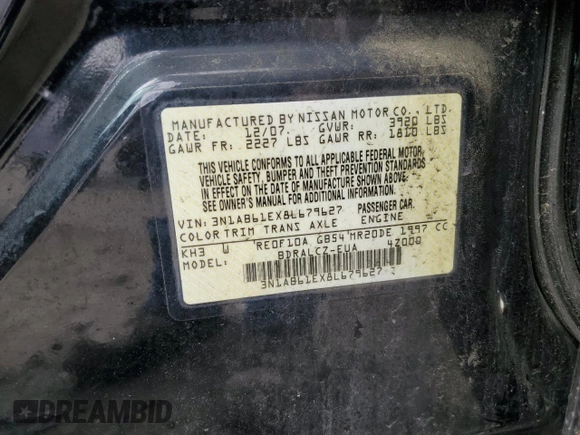 MANUFACTURED BY NISSAN MOTOR CO., LTD.
DATE: 12/07. GVWR: 3920 LBS
GAWR FR: 2227 LBS GAWR RR: 1810 LBS
THIS VEHICLE CONFORMS TO ALL APPLICABLE FEDERAL MOTOR
VEHICLE SAFETY, BUMPER AND THEFT PREVENTION STANDARDS
IN EFFECT ON THE DATE OF MANUFACTURE SHOWN ABOVE.
SEE OWNERS MANUAL FOR ADDITIONAL INFORMATION.
VIN: 3N1AB61EX8L679627 PASSENGER CAR
COLOR TRIM TRANS AXLE ENGINE
KH3 W RE0F10A GB54 MR20DE 1997 CC
MODEL: BDRALCZ-EUA 4Z000
3N1AB61EX8L679627
DREAMBID